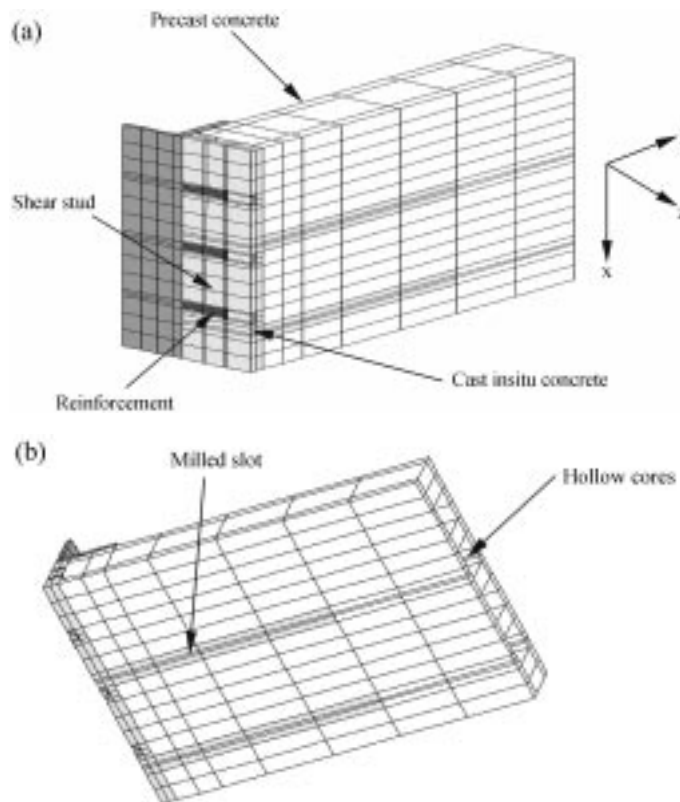 (a)
Precast concrete
Shear stud
x
Cast insitu concrete
Reinforcement
(b)
Milled slot
Hollow cores